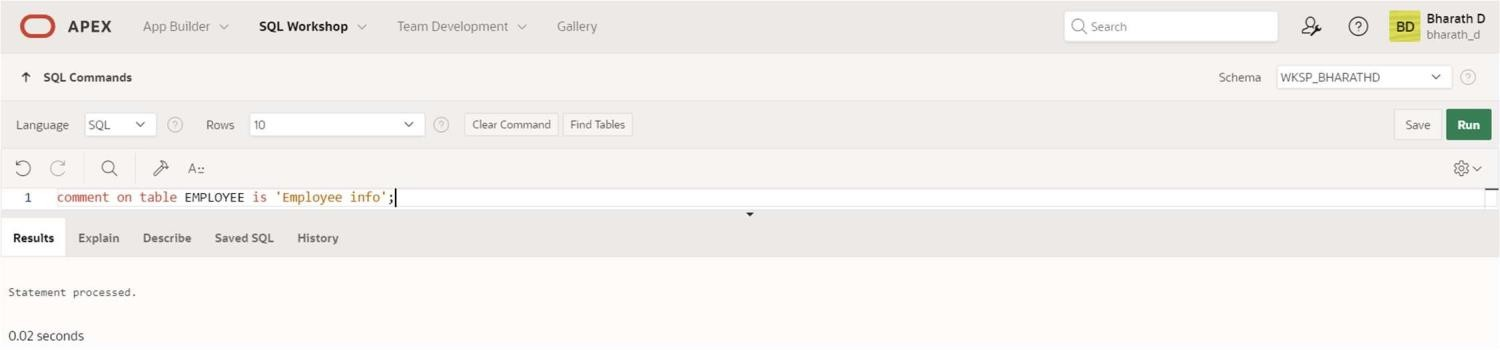 APEX App Builder SQL Workshop Team Development Gallery Search BD Bharath D
bharath_d
SQL Commands Schema WKSP_BHARATHD
Language SQL Rows 10 Clear Command Find Tables Save Run
A::
1 comment on table EMPLOYEE is 'Employee info';
Results Explain Describe Saved SQL History
Statement processed.
0.02 seconds